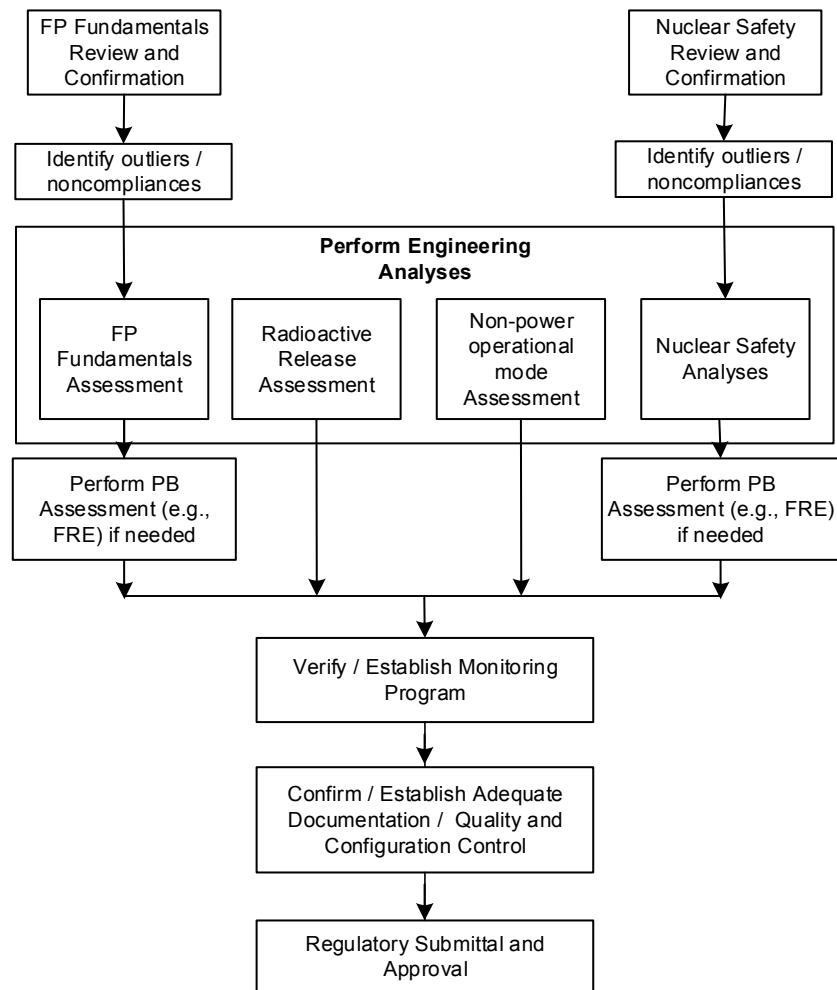 FP Fundamentals
Review and
Confirmation
Nuclear Safety
Review and
Confirmation
Identify outliers /
noncompliances
Identify outliers /
noncompliances
Perform Engineering
Analyses
FP
Fundamentals
Assessment
Radioactive
Release
Assessment
Non-power
operational
mode
Assessment
Nuclear Safety
Analyses
Perform PB
Assessment (e.g.,
FRE) if needed
Perform PB
Assessment (e.g., FRE)
if needed
Verify / Establish Monitoring
Program
Confirm / Establish Adequate
Documentation / Quality and
Configuration Control
Regulatory Submittal and
Approval